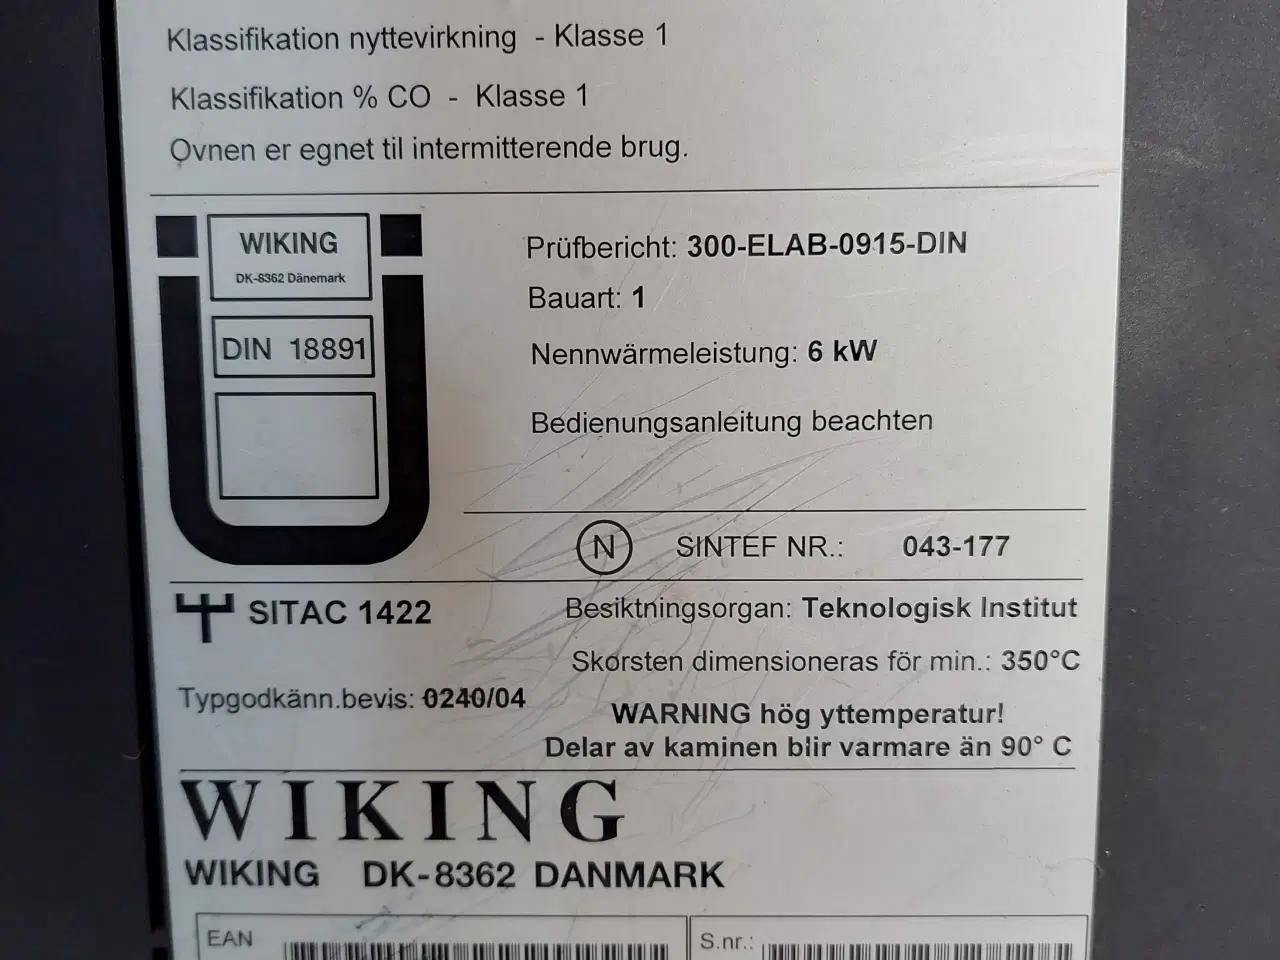 Klassifikation nyttevirkning - Klasse 1
Klassifikation % CO - Klasse 1
Ovnen er egnet til intermitterende brug.
WIKING
DK-8362 Dänemark
DIN 18891
Prüfbericht: 300-ELAB-0915-DIN
Bauart: 1
Nennwärmeleistung: 6 kW
Bedienungsanleitung beachten
N SINTEF NR.: 043-177
SITAC 1422
Typgodkänn.bevis: 0240/04
Besiktningsorgan: Teknologisk Institut
Skorsten dimensioneras för min.: 350°C
WARNING hög yttemperatur!
Delar av kaminen blir varmare än 90° C
WIKING
WIKING DK-8362 DANMARK
EAN
S.nr.: